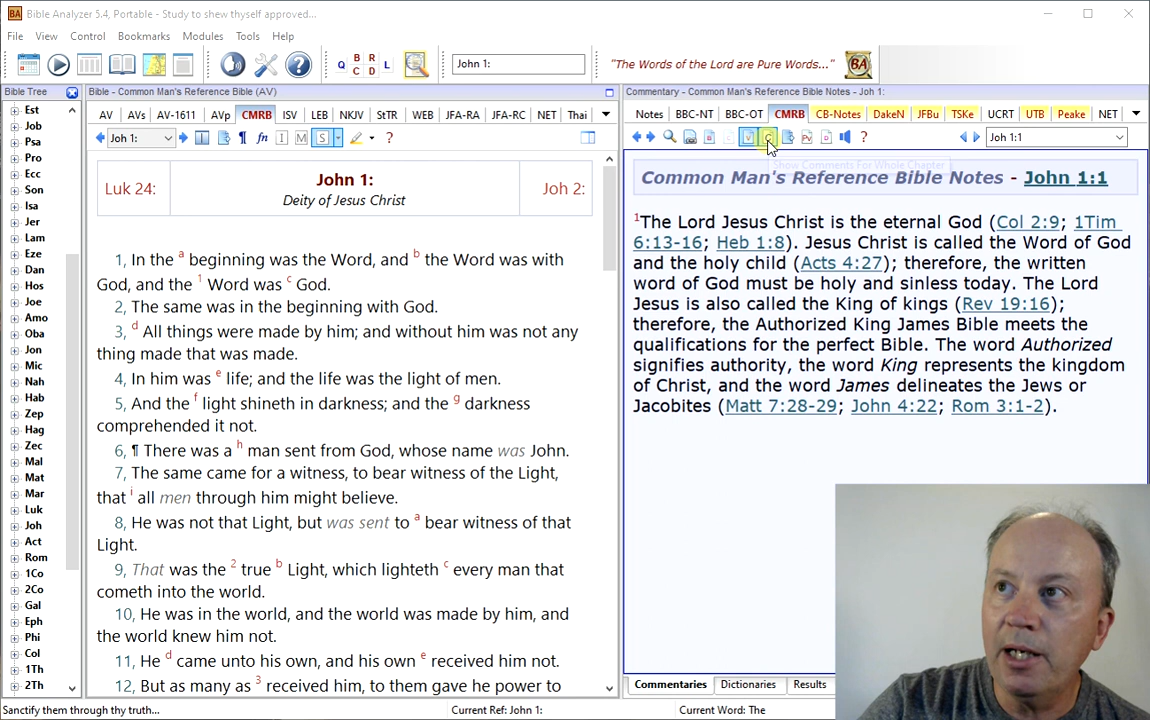 BA Bible Analyzer 5.4, Portable - Study to shew thyself approved...
File View Control Bookmarks Modules Tools Help
Q B R L C D
John 1:
"The Words of the Lord are Pure Words..."
BA
Bible Tree
Bible - Common Man's Reference Bible (AV)
Commentary - Common Man's Reference Bible Notes - Joh 1:
AV AVs AV-1611 AVp CMRB ISV LEB NKJV StTR WEB JFA-RA JFA-RC NET Thai
Notes BBC-NT BBC-OT CMRB CB-Notes DakeN JFBu TSKe UCRT UTB Peake NET
Joh 1: ¶ fn I M S ?
V C Pv ? Joh 1:1
Show Comments For Whole Chapter
Est
Job
Psa
Pro
Ecc
Son
Isa
Jer
Lam
Eze
Dan
Hos
Joe
Amo
Oba
Jon
Mic
Nah
Hab
Zep
Hag
Zec
Mal
Mat
Mar
Luk
Joh
Act
Rom
1Co
2Co
Gal
Eph
Phi
Col
1Th
2Th
Luk 24:
John 1:
Deity of Jesus Christ
Joh 2:
1, In the a beginning was the Word, and b the Word was with
God, and the 1 Word was c God.
2, The same was in the beginning with God.
3, d All things were made by him; and without him was not any
thing made that was made.
4, In him was e life; and the life was the light of men.
5, And the f light shineth in darkness; and the g darkness
comprehended it not.
6, ¶ There was a h man sent from God, whose name was John.
7, The same came for a witness, to bear witness of the Light,
that i all men through him might believe.
8, He was not that Light, but was sent to a bear witness of that
Light.
9, That was the 2 true b Light, which lighteth c every man that
cometh into the world.
10, He was in the world, and the world was made by him, and
the world knew him not.
11, He d came unto his own, and his own e received him not.
12, But as many as 3 received him, to them gave he power to
Common Man's Reference Bible Notes - John 1:1
1The Lord Jesus Christ is the eternal God (Col 2:9; 1Tim
6:13-16; Heb 1:8). Jesus Christ is called the Word of God
and the holy child (Acts 4:27); therefore, the written
word of God must be holy and sinless today. The Lord
Jesus is also called the King of kings (Rev 19:16);
therefore, the Authorized King James Bible meets the
qualifications for the perfect Bible. The word Authorized
signifies authority, the word King represents the kingdom
of Christ, and the word James delineates the Jews or
Jacobites (Matt 7:28-29; John 4:22; Rom 3:1-2).
Commentaries Dictionaries Results
Sanctify them through thy truth...
Current Ref: John 1:
Current Word: The